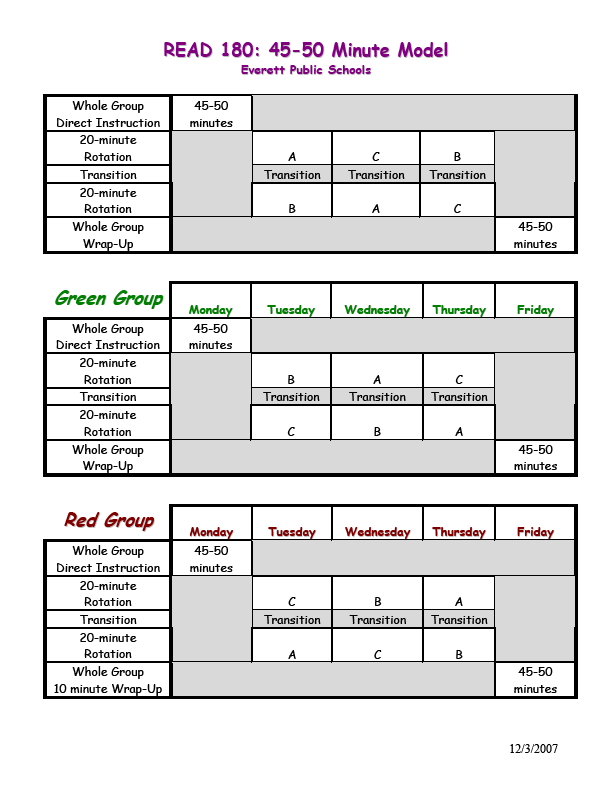 READ 180: 45-50 Minute Model
Everett Public Schools
Whole Group
Direct Instruction
45-50
minutes
20-minute
Rotation
A C B
Transition Transition Transition Transition
20-minute
Rotation
B A C
Whole Group
Wrap-Up
45-50
minutes
Green Group
Monday Tuesday Wednesday Thursday Friday
Whole Group
Direct Instruction
45-50
minutes
20-minute
Rotation
B A C
Transition Transition Transition Transition
20-minute
Rotation
C B A
Whole Group
Wrap-Up
45-50
minutes
Red Group
Monday Tuesday Wednesday Thursday Friday
Whole Group
Direct Instruction
45-50
minutes
20-minute
Rotation
C B A
Transition Transition Transition Transition
20-minute
Rotation
A C B
Whole Group
10 minute Wrap-Up
45-50
minutes
12/3/2007